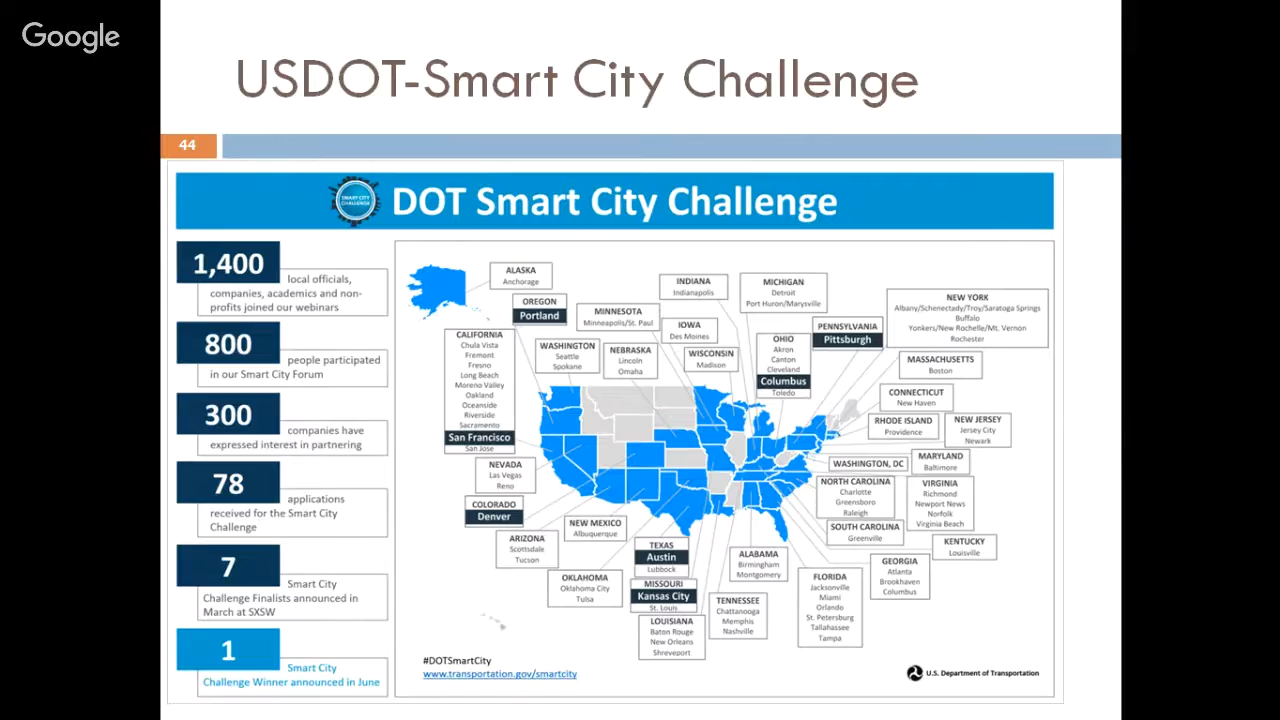 Google
USDOT-Smart City Challenge
44
SMART CITY
CHALLENGE
DOT Smart City Challenge
1,400
local officials,
companies, academics and non-
profits joined our webinars
800
people participated
in our Smart City Forum
300
companies have
expressed interest in partnering
78
applications
received for the Smart City
Challenge
7
Smart City
Challenge Finalists announced in
March at SXSW
1
Smart City
Challenge Winner announced in June
ALASKA
Anchorage
OREGON
Portland
CALIFORNIA
Chula Vista
Fremont
Fresno
Long Beach
Moreno Valley
Oakland
Oceanside
Riverside
Sacramento
San Francisco
San Jose
WASHINGTON
Seattle
Spokane
MINNESOTA
Minneapolis/St. Paul
NEBRASKA
Lincoln
Omaha
INDIANA
Indianapolis
IOWA
Des Moines
WISCONSIN
Madison
MICHIGAN
Detroit
Port Huron/Marysville
OHIO
Akron
Canton
Cleveland
Columbus
Toledo
PENNSYLVANIA
Pittsburgh
NEW YORK
Albany/Schenectady/Troy/Saratoga Springs
Buffalo
Yonkers/New Rochelle/Mt. Vernon
Rochester
MASSACHUSETTS
Boston
CONNECTICUT
New Haven
RHODE ISLAND
Providence
NEW JERSEY
Jersey City
Newark
WASHINGTON, DC
MARYLAND
Baltimore
NORTH CAROLINA
Charlotte
Greensboro
Raleigh
VIRGINIA
Richmond
Newport News
Norfolk
Virginia Beach
SOUTH CAROLINA
Greenville
KENTUCKY
Louisville
GEORGIA
Atlanta
Brookhaven
Columbus
FLORIDA
Jacksonville
Miami
Orlando
St. Petersburg
Tallahassee
Tampa
ALABAMA
Birmingham
Montgomery
TENNESSEE
Chattanooga
Memphis
Nashville
NEVADA
Las Vegas
Reno
COLORADO
Denver
ARIZONA
Scottsdale
Tucson
NEW MEXICO
Albuquerque
OKLAHOMA
Oklahoma City
Tulsa
TEXAS
Austin
Lubbock
MISSOURI
Kansas City
St. Louis
LOUISIANA
Baton Rouge
New Orleans
Shreveport
#DOTSmartCity
www.transportation.gov/smartcity
U.S. Department of Transportation